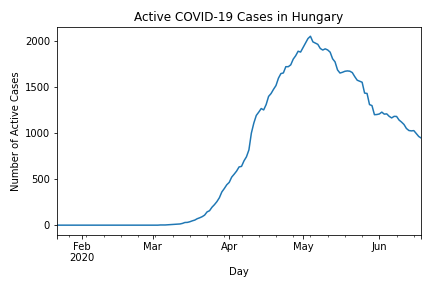 Active COVID-19 Cases in Hungary
Number of Active Cases
2000
1500
1000
500
0
Feb Mar Apr May Jun
2020
Day